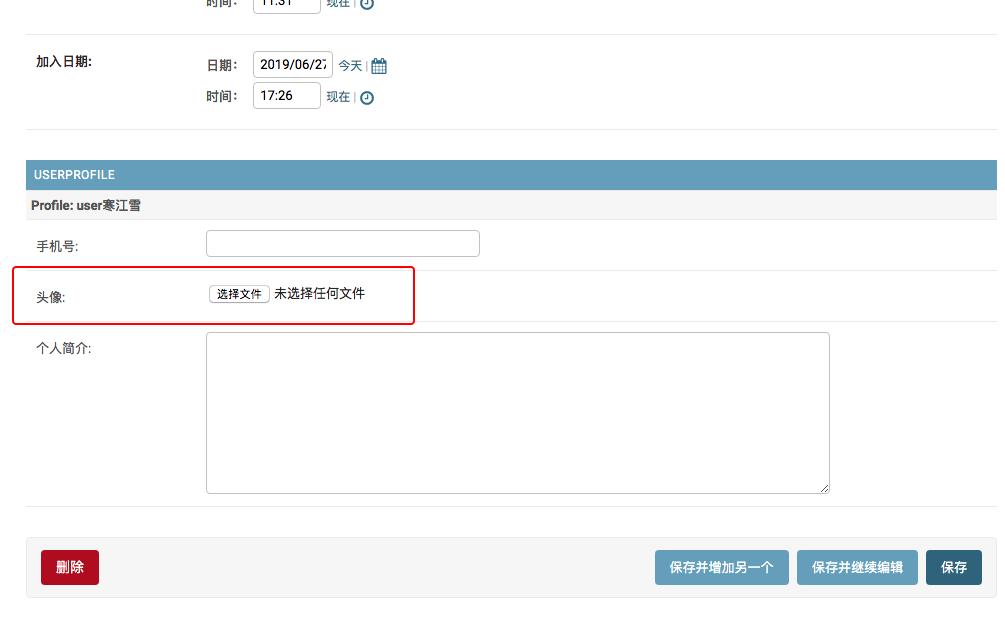 时间： 11:31 现在 |
加入日期: 日期： 2019/06/27 今天 |
时间： 17:26 现在 |
USERPROFILE
Profile: user寒江雪
手机号:
头像: 选择文件 未选择任何文件
个人简介:
删除 保存并增加另一个 保存并继续编辑 保存